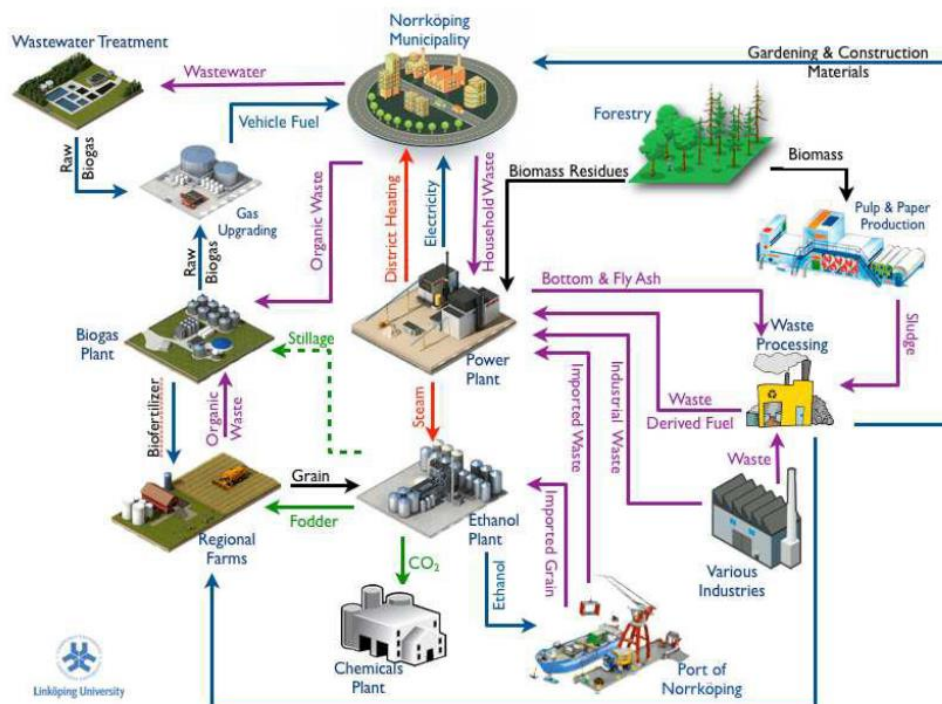 Norrköping
Municipality
Wastewater Treatment
Wastewater
Gardening & Construction
Materials
Vehicle Fuel
Forestry
Raw
Biogas
Biomass
Biomass Residues
Organic Waste
District Heating
Electricity
Household Waste
Gas
Upgrading
Pulp & Paper
Production
Raw
Biogas
Bottom & Fly Ash
Sludge
Biogas
Plant
Stillage
Power
Plant
Waste
Processing
Imported Waste
Industrial Waste
Waste
Derived Fuel
Biofertilizer
Organic
Waste
Steam
Waste
Grain
Fodder
Ethanol
Plant
Imported Grain
Regional
Farms
CO₂
Ethanol
Various
Industries
Chemicals
Plant
Port of
Norrköping
Linköping University